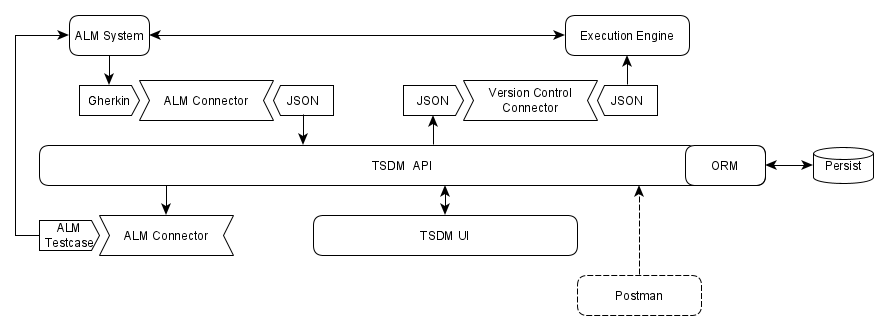 ALM System
Execution Engine
Gherkin
ALM Connector
JSON
JSON
Version Control
Connector
JSON
TSDM API
ORM
Persist
ALM
Testcase
ALM Connector
TSDM UI
Postman